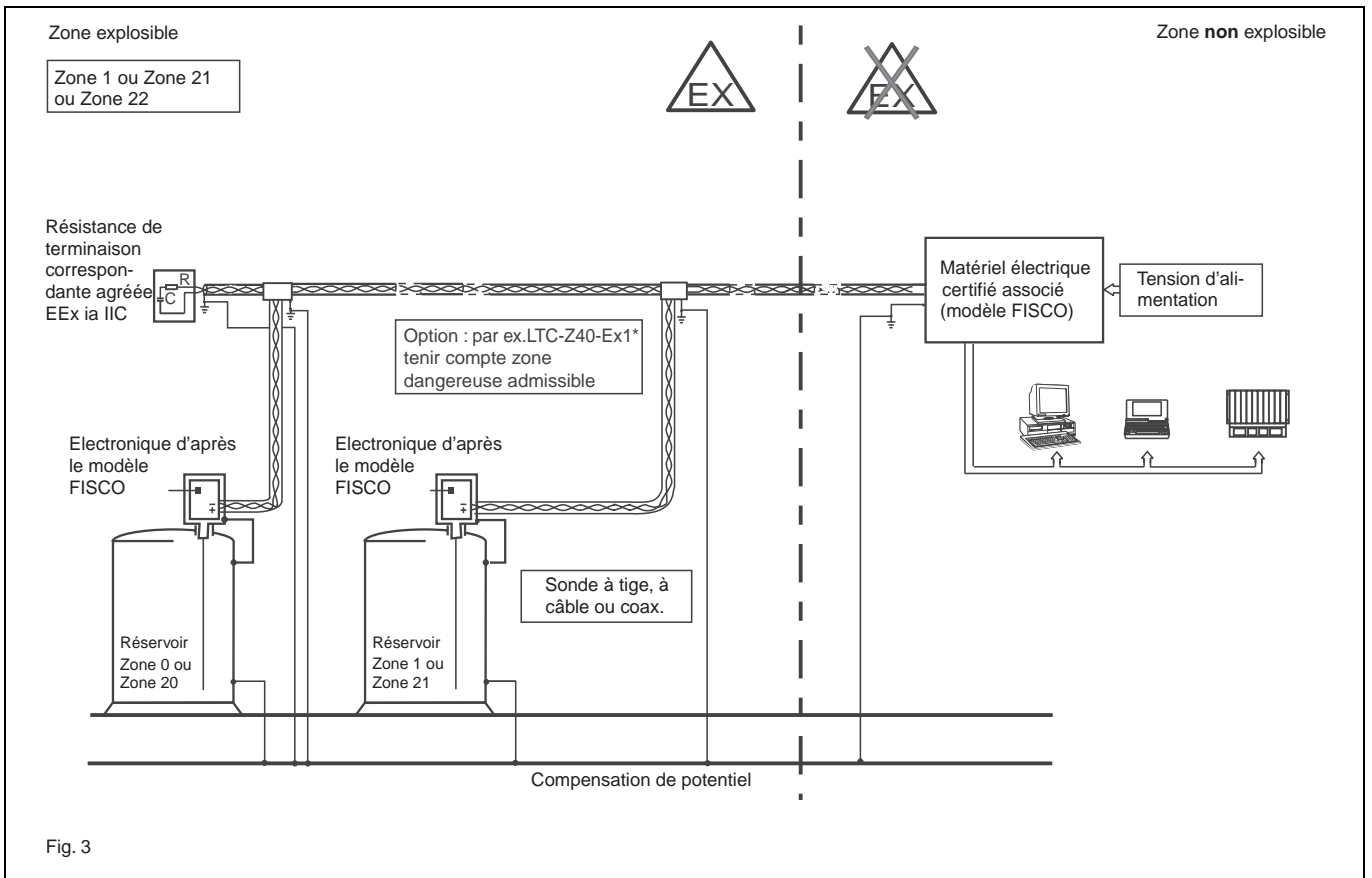 Zone explosible
Zone non explosible
Zone 1 ou Zone 21
ou Zone 22
EX
EX
Résistance de
terminaison
correspon-
dante agréée
EEx ia IIC
R
C
Matériel électrique
certifié associé
(modèle FISCO)
Tension d'ali-
mentation
Option : par ex.LTC-Z40-Ex1*
tenir compte zone
dangereuse admissible
Electronique d'après
le modèle
FISCO
Electronique d'après
le modèle
FISCO
Sonde à tige, à
câble ou coax.
Réservoir
Zone 0 ou
Zone 20
Réservoir
Zone 1 ou
Zone 21
Compensation de potentiel
Fig. 3